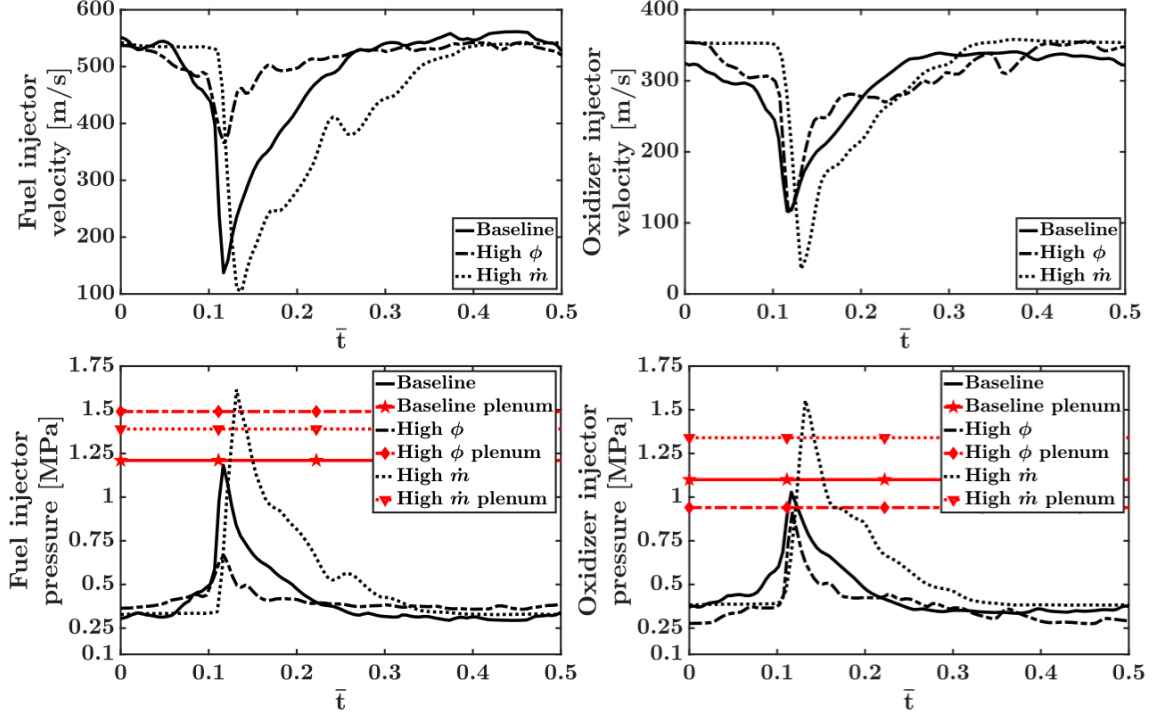 Fuel injector
velocity [m/s]
600
500
400
300
200
100
0
0.1
0.2
0.3
0.4
0.5
t̄
Baseline
High ϕ
High ṁ
Oxidizer injector
velocity [m/s]
400
300
200
100
0
0
0.1
0.2
0.3
0.4
0.5
t̄
Baseline
High ϕ
High ṁ
Fuel injector
pressure [MPa]
1.75
1.5
1.25
1
0.75
0.5
0.25
0.1
0
0.1
0.2
0.3
0.4
0.5
t̄
Baseline
Baseline plenum
High ϕ
High ϕ plenum
High ṁ
High ṁ plenum
Oxidizer injector
pressure [MPa]
1.75
1.5
1.25
1
0.75
0.5
0.25
0.1
0
0.1
0.2
0.3
0.4
0.5
t̄
Baseline
Baseline plenum
High ϕ
High ϕ plenum
High ṁ
High ṁ plenum